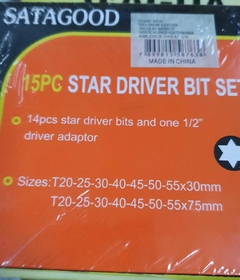 SATAGOOD
MADE IN CHINA
15PC STAR DRIVER BIT SET
14pcs star driver bits and one 1/2"
driver adaptor
Sizes:T20-25-30-40-45-50-55x30mm
T20-25-30-40-45-50-55x75mm